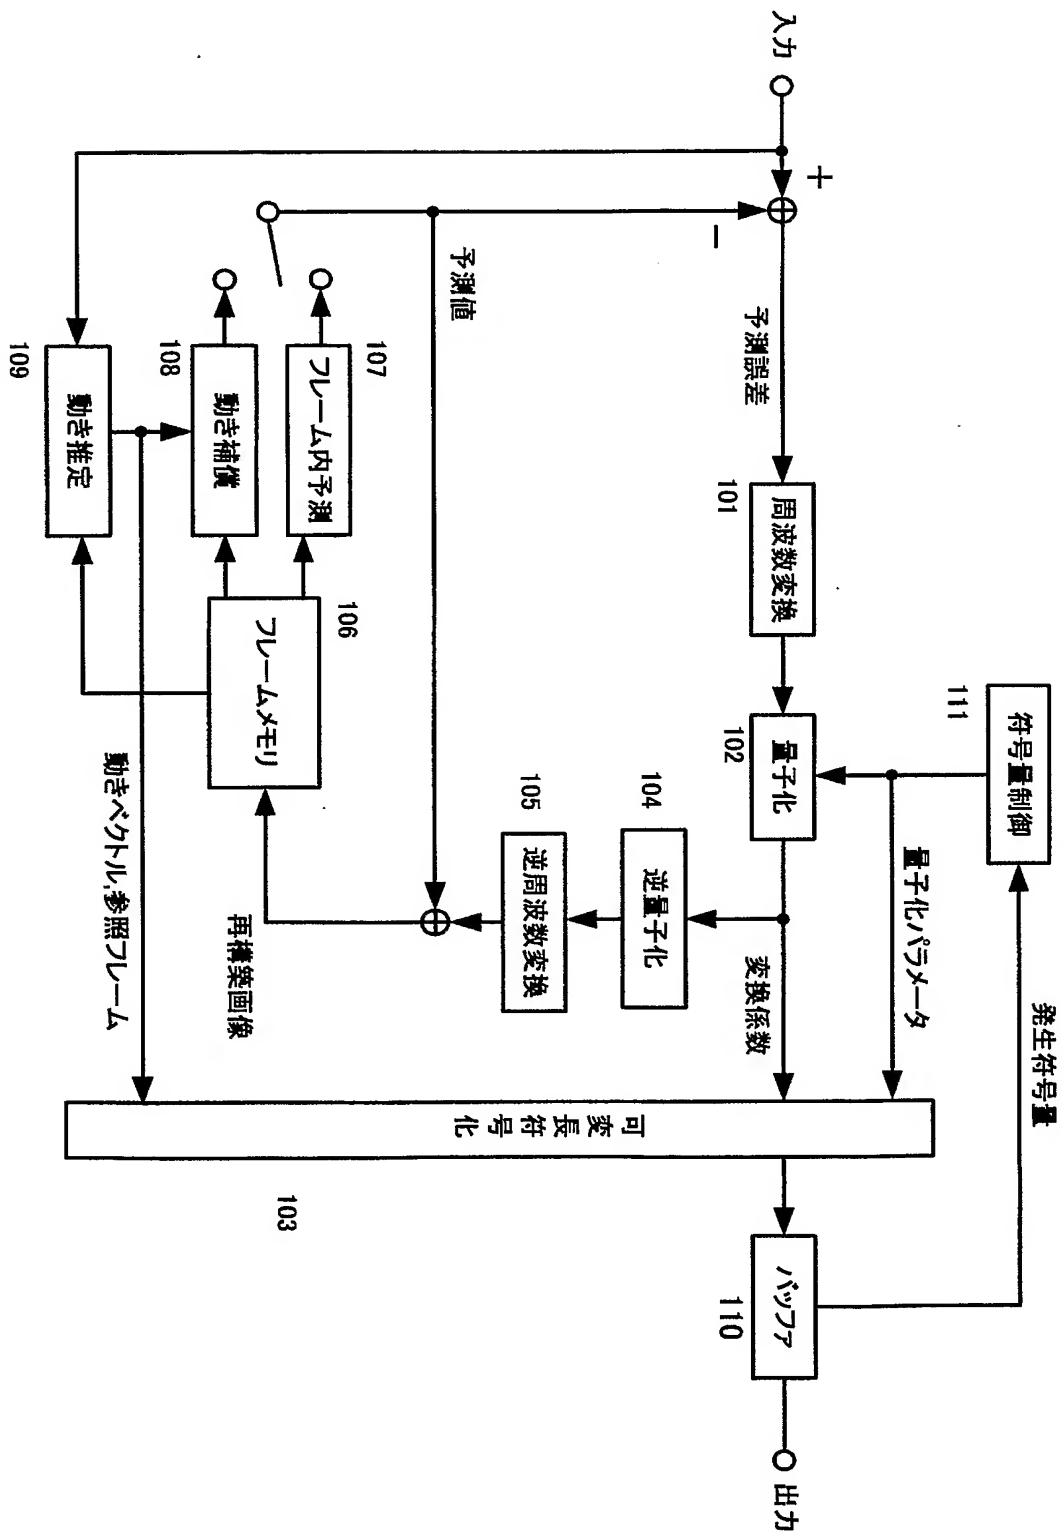 入力
+
-
予測誤差
101
周波数変換
102
量子化
111
符号量制御
量子化パラメータ
発生符号量
変換係数
104
逆量子化
105
逆周波数変換
予測値
再構築画像
106
フレームメモリ
107
フレーム内予測
108
動き補償
109
動き推定
動きベクトル,参照フレーム
可変長符号化
103
バッファ
110
出力